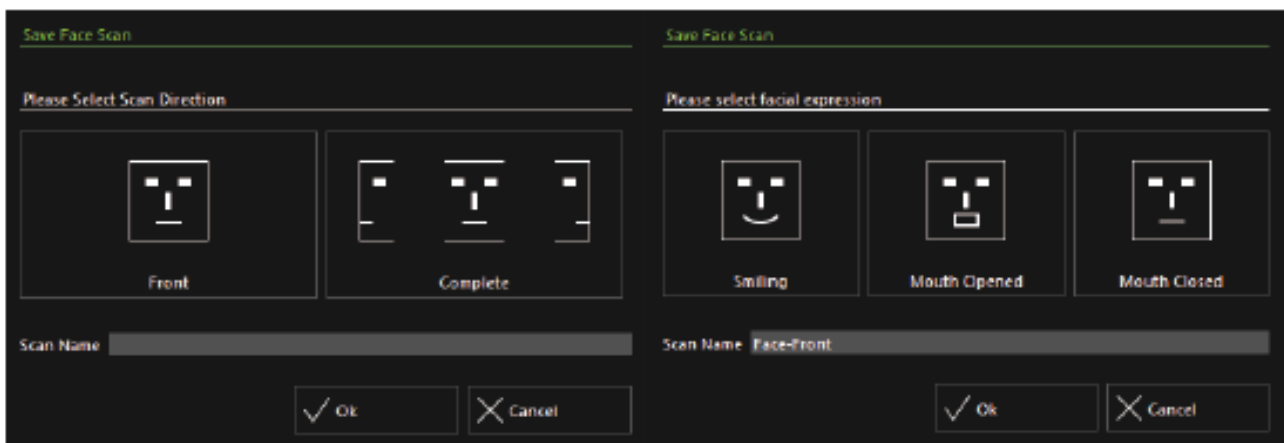 Save Face Scan
Please Select Scan Direction
Front
Complete
Scan Name
Ok
Cancel
Save Face Scan
Please select facial expression
Smiling
Mouth Opened
Mouth Closed
Scan Name Face-Front
Ok
Cancel